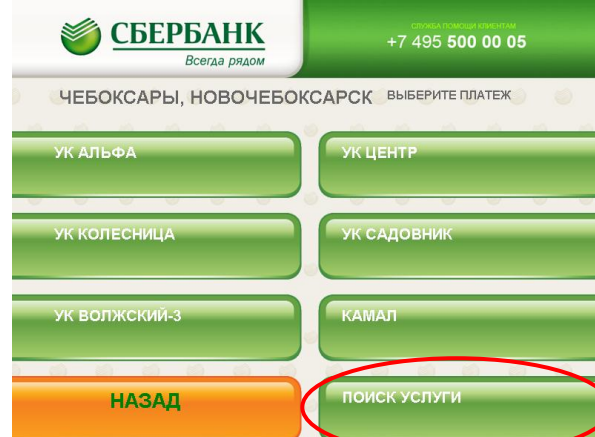 СБЕРБАНК
Всегда рядом
СЛУЖБА ПОМОЩИ КЛИЕНТАМ
+7 495 500 00 05
ЧЕБОКСАРЫ, НОВОЧЕБОКСАРСК ВЫБЕРИТЕ ПЛАТЕЖ
УК АЛЬФА
УК ЦЕНТР
УК КОЛЕСНИЦА
УК САДОВНИК
УК ВОЛЖСКИЙ-3
КАМАЛ
НАЗАД
ПОИСК УСЛУГИ